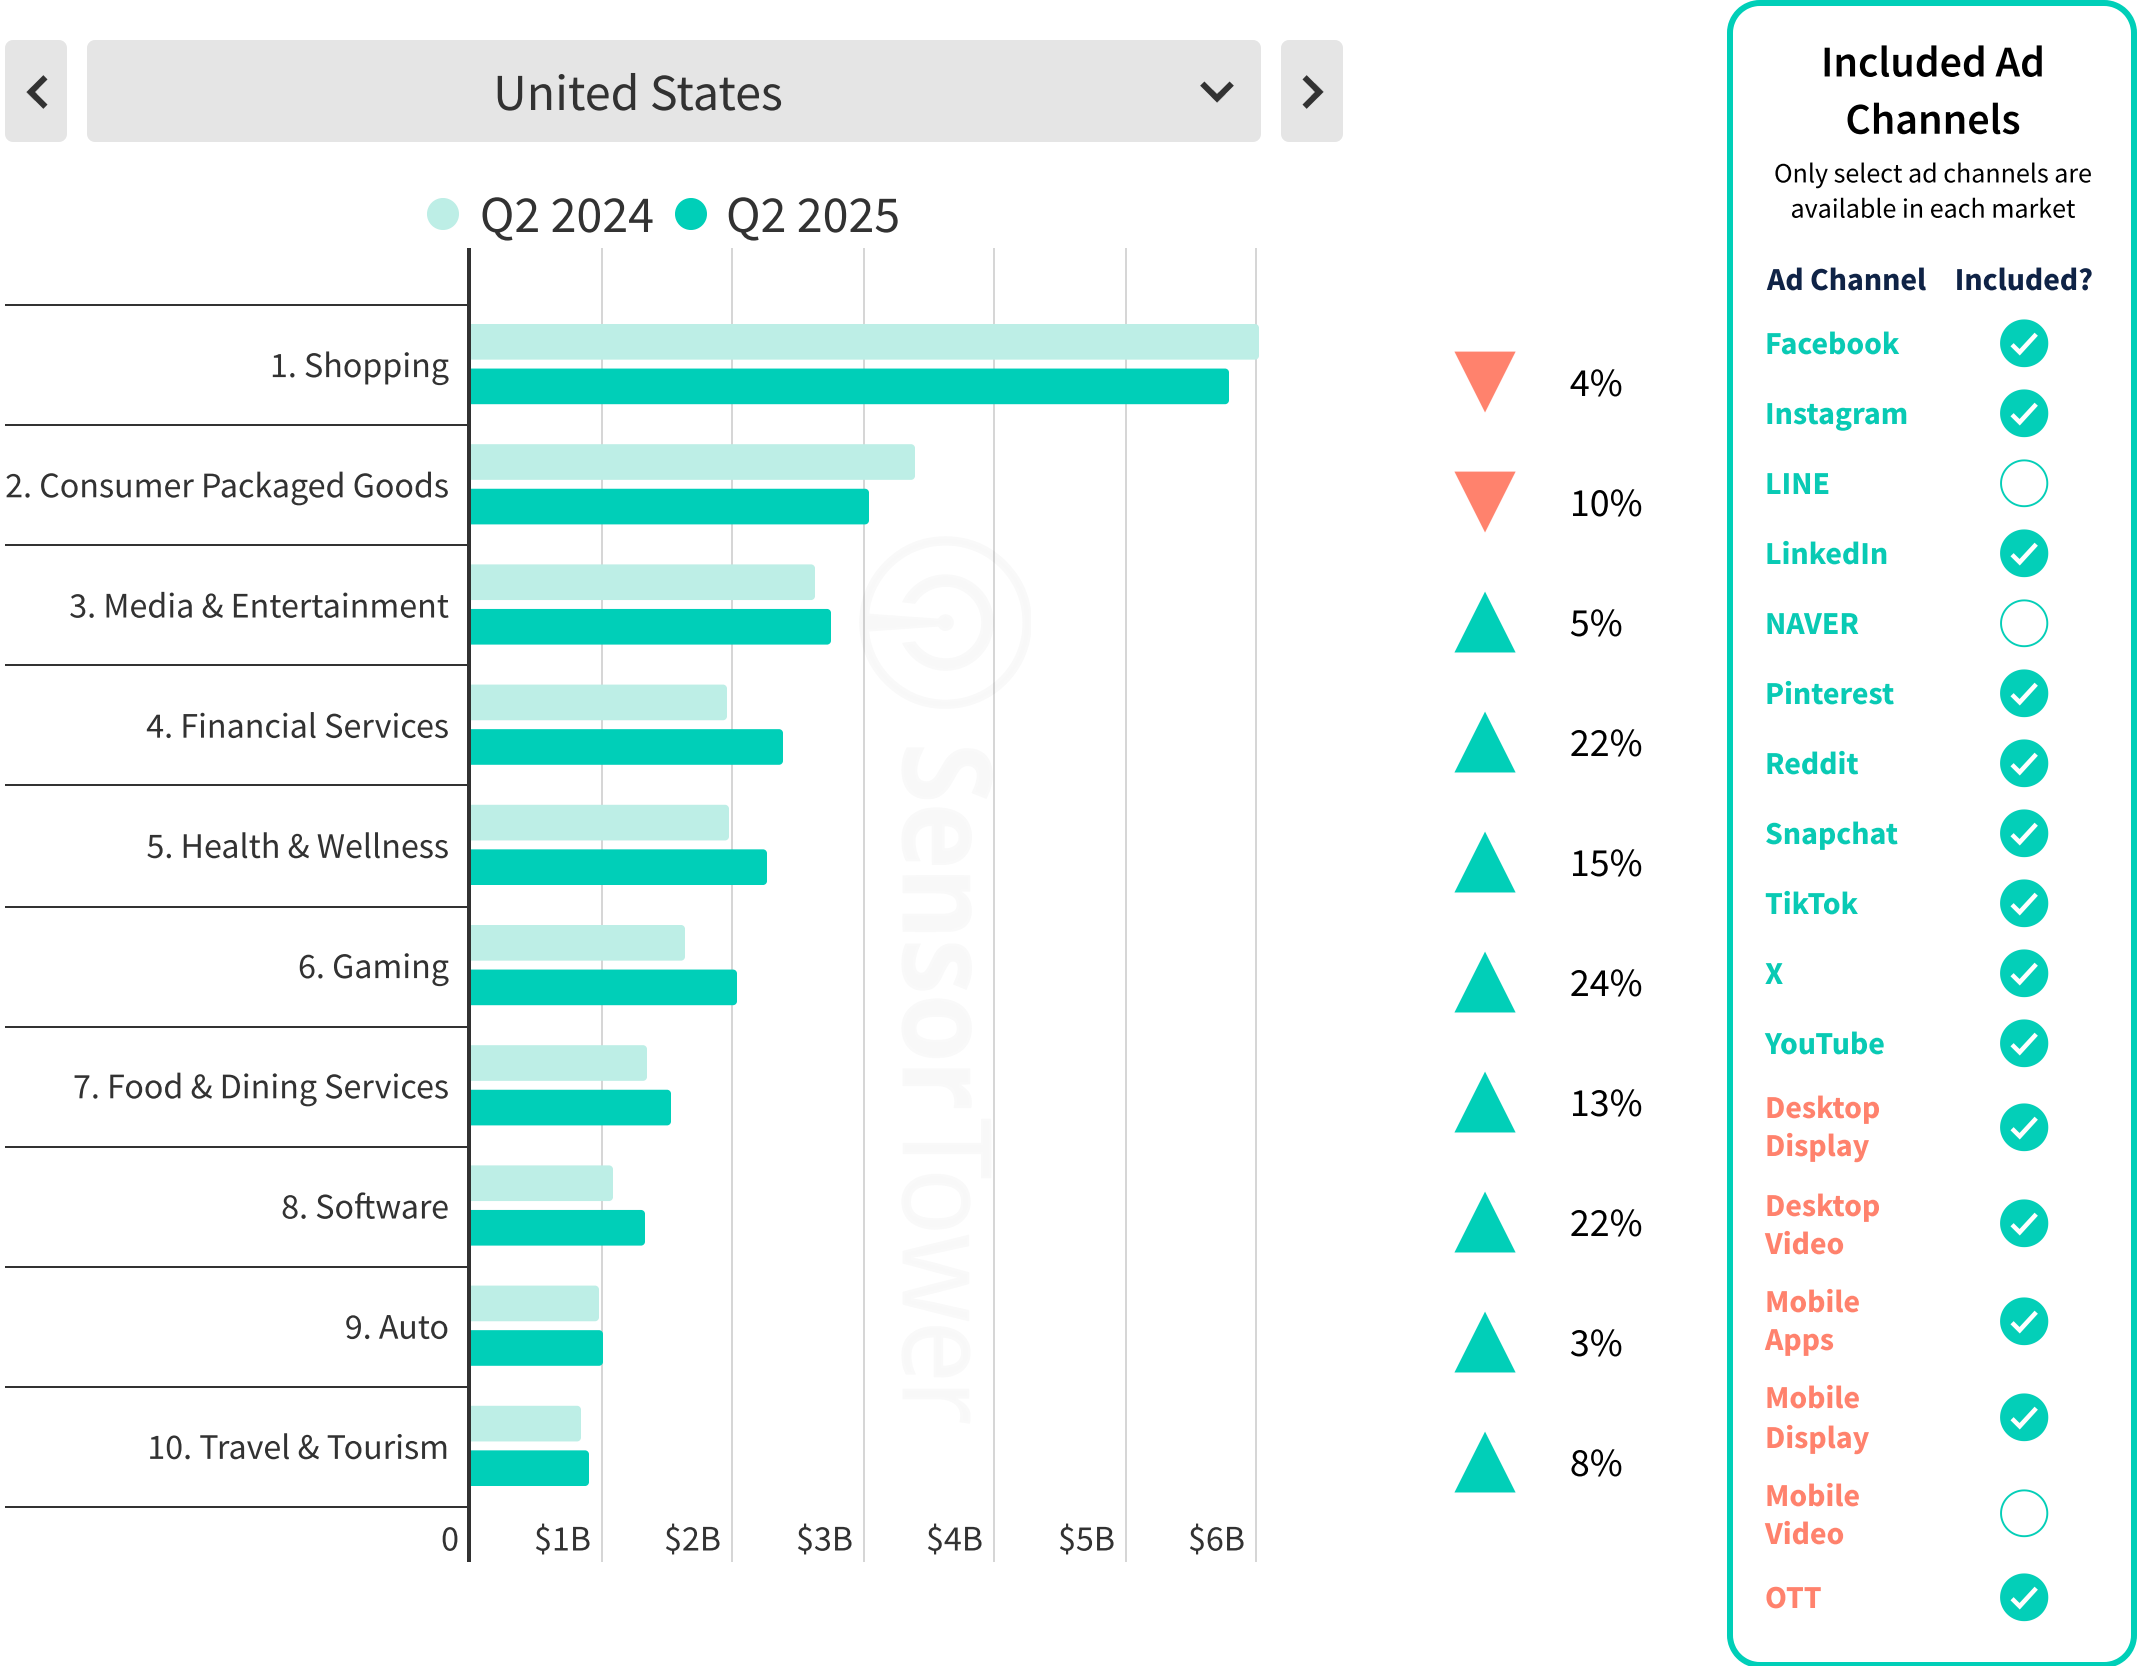 United States
Q2 2024 Q2 2025
1. Shopping
4%
2. Consumer Packaged Goods
10%
3. Media & Entertainment
5%
4. Financial Services
22%
5. Health & Wellness
15%
6. Gaming
24%
7. Food & Dining Services
13%
8. Software
22%
9. Auto
3%
10. Travel & Tourism
8%
0 $1B $2B $3B $4B $5B $6B
Sensor Tower
Included Ad
Channels
Only select ad channels are
available in each market
Ad Channel Included?
Facebook
Instagram
LINE
LinkedIn
NAVER
Pinterest
Reddit
Snapchat
TikTok
X
YouTube
Desktop
Display
Desktop
Video
Mobile
Apps
Mobile
Display
Mobile
Video
OTT